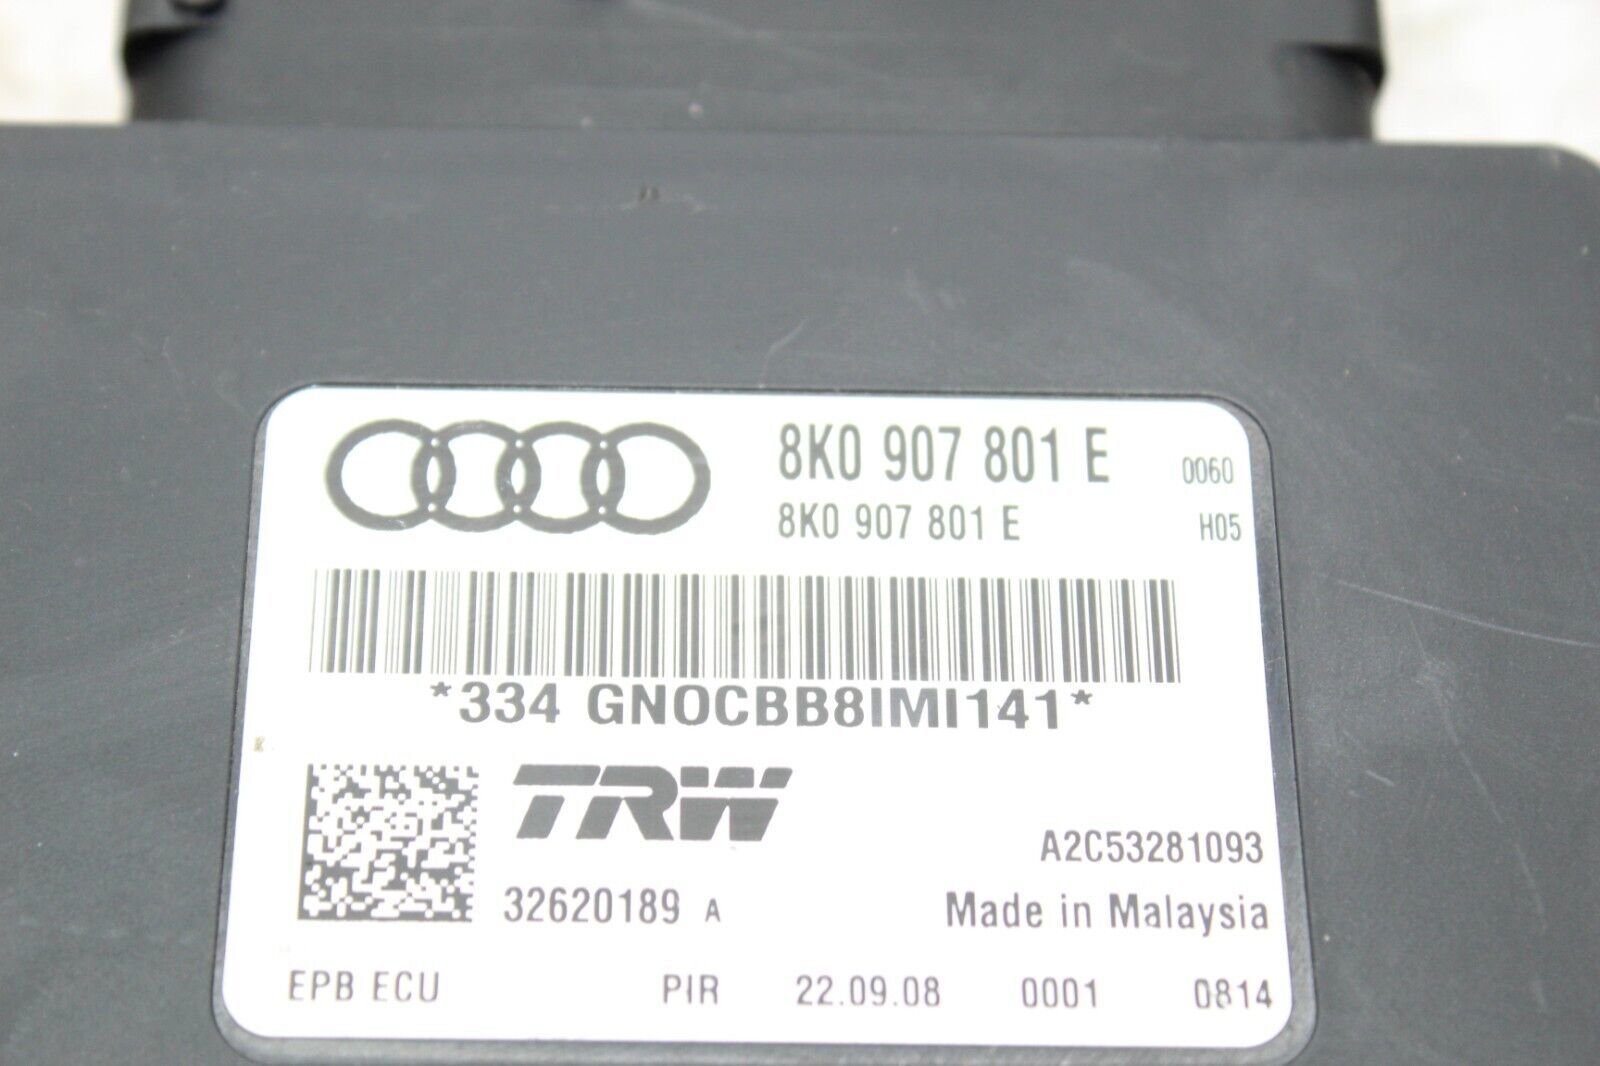 8K0 907 801 E 0060
8K0 907 801 E H05
*334 GN0CBB8IMI141*
TRW
A2C53281093
32620189 A Made in Malaysia
EPB ECU PIR 22.09.08 0001 0814